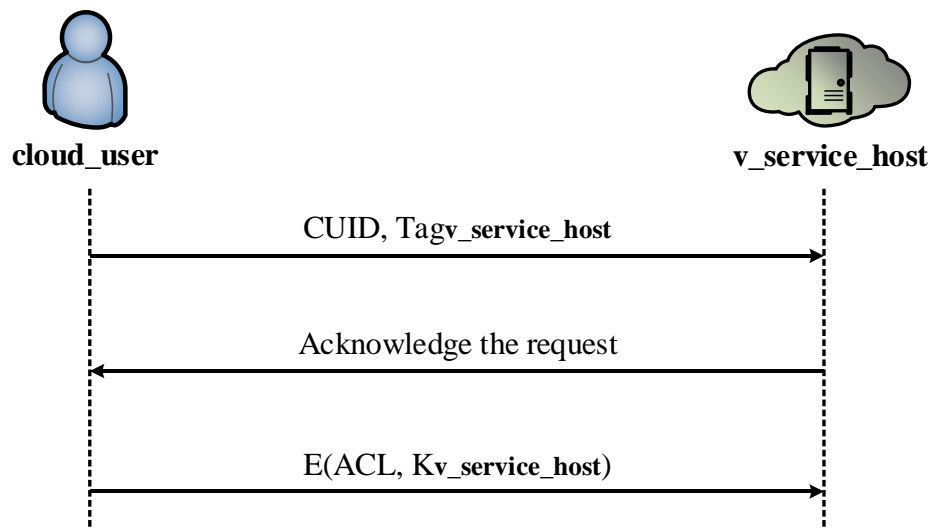 cloud_user
v_service_host
CUID, Tagv_service_host
Acknowledge the request
E(ACL, Kv_service_host)